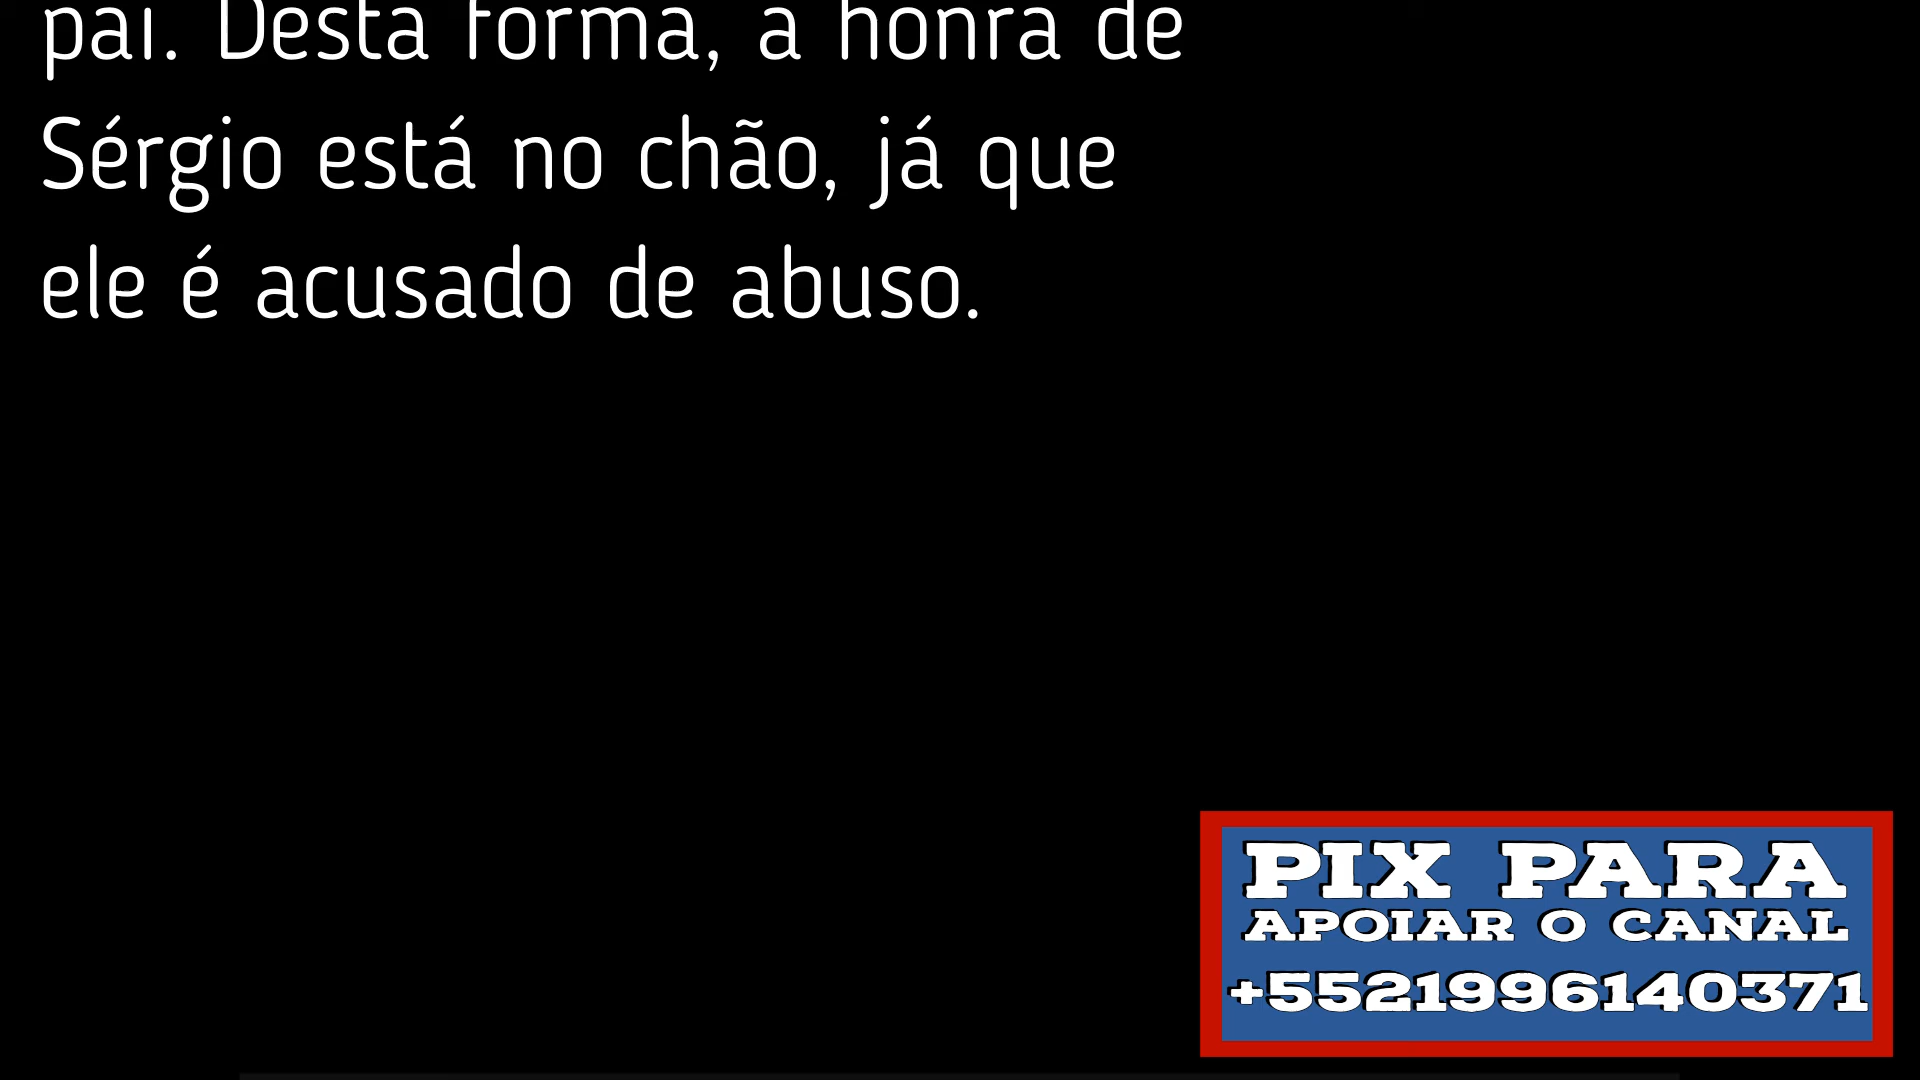 pai. Desta forma, a honra de
Sérgio está no chão, já que
ele é acusado de abuso.
PIX PARA
APOIAR O CANAL
+5521996140371